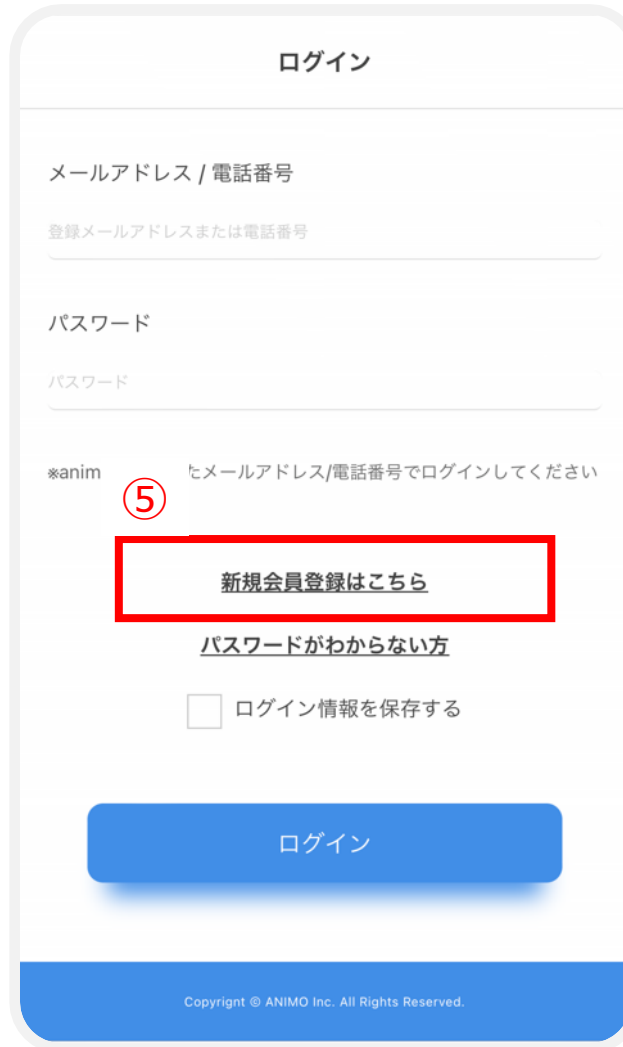 ログイン
メールアドレス / 電話番号
登録メールアドレスまたは電話番号
パスワード
パスワード
※anim たメールアドレス/電話番号でログインしてください
⑤
新規会員登録はこちら
パスワードがわからない方
ログイン情報を保存する
ログイン
Copyrignt © ANIMO Inc. All Rights Reserved.